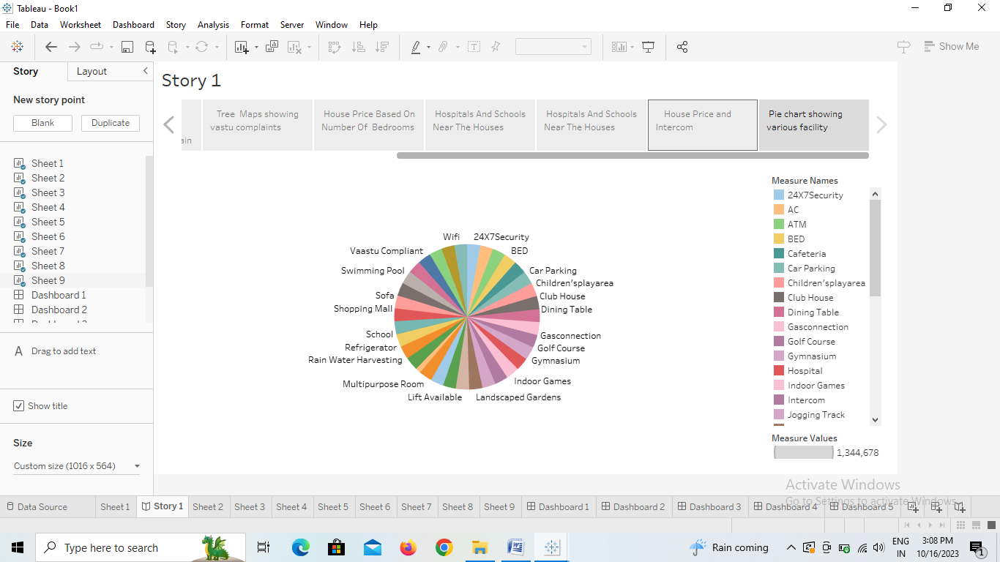 Tableau - Book1
File Data Worksheet Dashboard Story Analysis Format Server Window Help
Show Me
Story Layout
New story point
Blank Duplicate
Sheet 1
Sheet 2
Sheet 3
Sheet 4
Sheet 5
Sheet 6
Sheet 7
Sheet 8
Sheet 9
Dashboard 1
Dashboard 2
A Drag to add text
Show title
Size
Custom size (1016 x 564)
Story 1
ain
Tree Maps showing
vastu complaints
House Price Based On
Number Of Bedrooms
Hospitals And Schools
Near The Houses
Hospitals And Schools
Near The Houses
House Price and
Intercom
Pie chart showing
various facility
Wifi 24X7Security
Vaastu Compliant BED
Swimming Pool Car Parking
Children'splayarea
Sofa Club House
Shopping Mall Dining Table
School Gasconnection
Refrigerator Golf Course
Rain Water Harvesting Gymnasium
Multipurpose Room Indoor Games
Lift Available Landscaped Gardens
Measure Names
24X7Security
AC
ATM
BED
Cafeteria
Car Parking
Children'splayarea
Club House
Dining Table
Gasconnection
Golf Course
Gymnasium
Hospital
Indoor Games
Intercom
Jogging Track
Measure Values
1,344,678
Activate Windows
Go to Settings to activate Windows.
Data Source Sheet 1 Story 1 Sheet 2 Sheet 3 Sheet 4 Sheet 5 Sheet 6 Sheet 7 Sheet 8 Sheet 9 Dashboard 1 Dashboard 2 Dashboard 3 Dashboard 4 Dashboard 5
Type here to search
Rain coming
ENG
IN
3:08 PM
10/16/2023
1